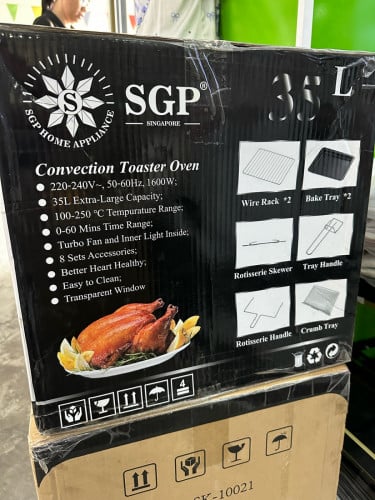 SGP®
SINGAPORE
SGP HOME APPLIANCE
S
35 L
Convection Toaster Oven
220-240V~, 50-60Hz, 1600W;
35L Extra-Large Capacity;
100-250 °C Tempurature Range;
0-60 Mins Time Range;
Turbo Fan and Inner Light Inside;
8 Sets Accessories;
Better Heart Healthy;
Easy to Clean;
Transparent Window
Wire Rack *2
Bake Tray *2
Rotisserie Skewer
Tray Handle
Rotisserie Handle
Crumb Tray
4
SK-10021